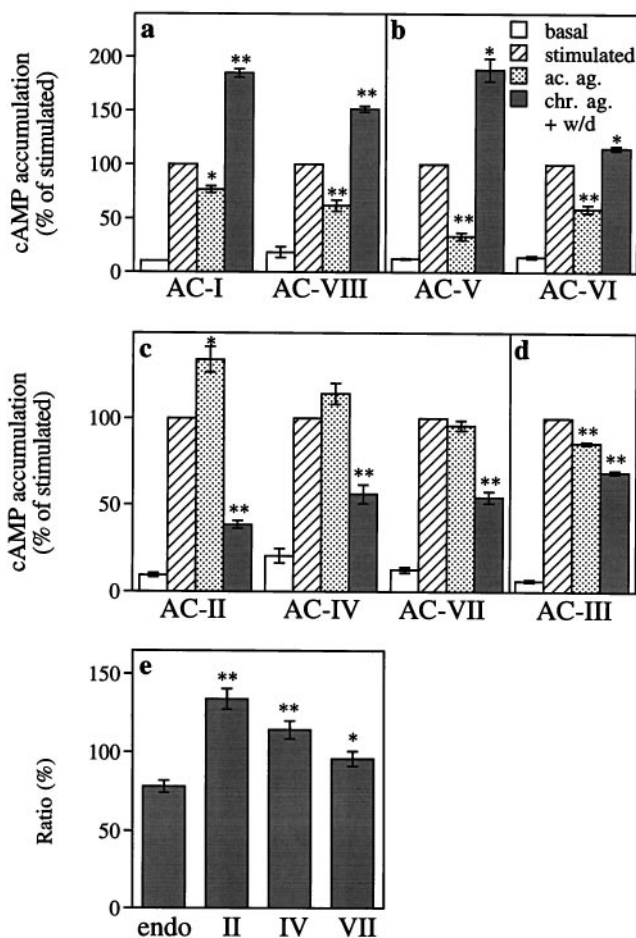 a
b
basal
stimulated
ac. ag.
chr. ag.
+ w/d
cAMP accumulation
(% of stimulated)
200
150
100
50
0
**
*
**
**
*
**
*
**
AC-I
AC-VIII
AC-V
AC-VI
c
d
cAMP accumulation
(% of stimulated)
100
50
0
*
**
**
**
**
**
AC-II
AC-IV
AC-VII
AC-III
e
Ratio (%)
150
100
50
0
**
**
*
endo
II
IV
VII